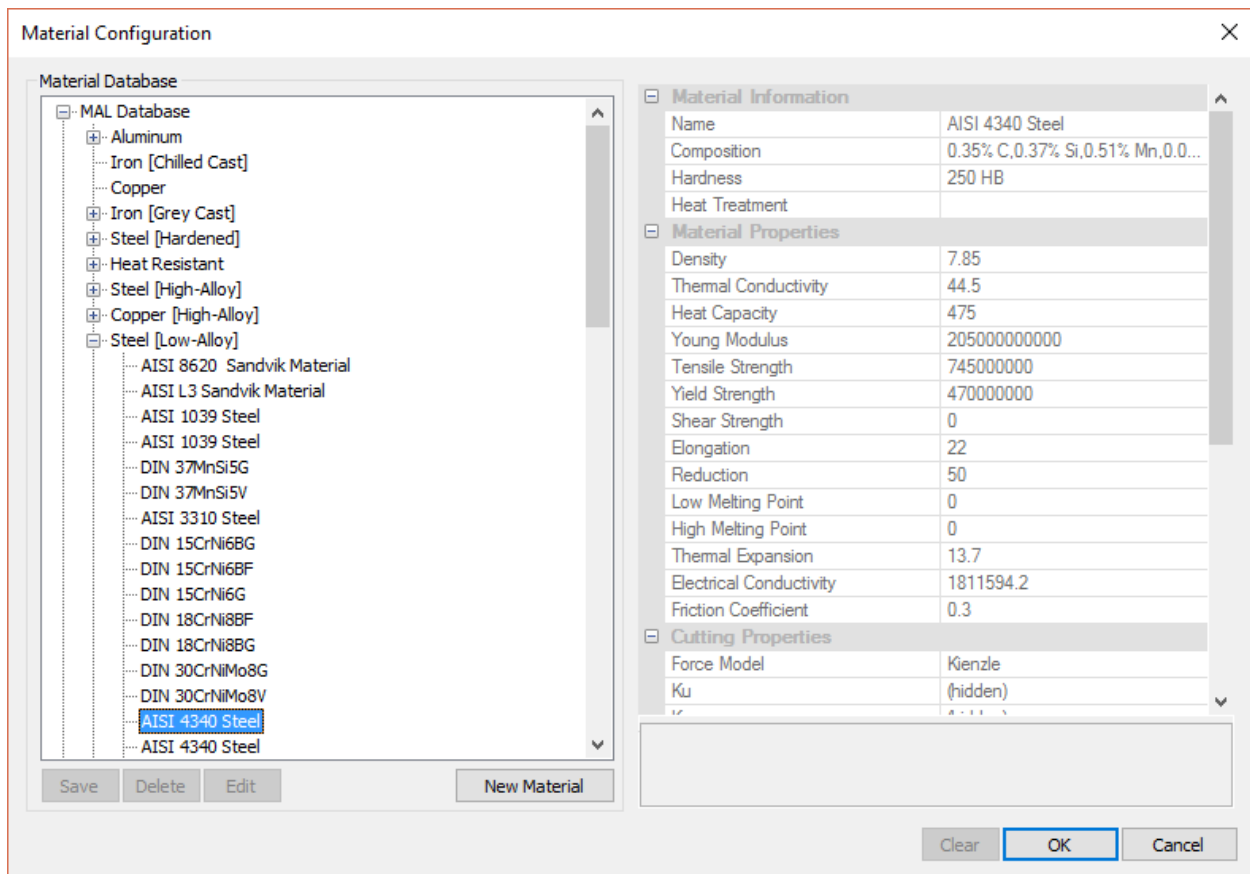 Material Configuration
Material Database
MAL Database
Aluminum
Iron [Chilled Cast]
Copper
Iron [Grey Cast]
Steel [Hardened]
Heat Resistant
Steel [High-Alloy]
Copper [High-Alloy]
Steel [Low-Alloy]
AISI 8620  Sandvik Material
AISI L3 Sandvik Material
AISI 1039 Steel
AISI 1039 Steel
DIN 37MnSi5G
DIN 37MnSi5V
AISI 3310 Steel
DIN 15CrNi6BG
DIN 15CrNi6BF
DIN 15CrNi6G
DIN 18CrNi8BF
DIN 18CrNi8BG
DIN 30CrNiMo8G
DIN 30CrNiMo8V
AISI 4340 Steel
AISI 4340 Steel
Save Delete Edit New Material
Material Information
Name AISI 4340 Steel
Composition 0.35% C,0.37% Si,0.51% Mn,0.0...
Hardness 250 HB
Heat Treatment
Material Properties
Density 7.85
Thermal Conductivity 44.5
Heat Capacity 475
Young Modulus 205000000000
Tensile Strength 745000000
Yield Strength 470000000
Shear Strength 0
Elongation 22
Reduction 50
Low Melting Point 0
High Melting Point 0
Thermal Expansion 13.7
Electrical Conductivity 1811594.2
Friction Coefficient 0.3
Cutting Properties
Force Model Kienzle
Ku (hidden)
Clear OK Cancel